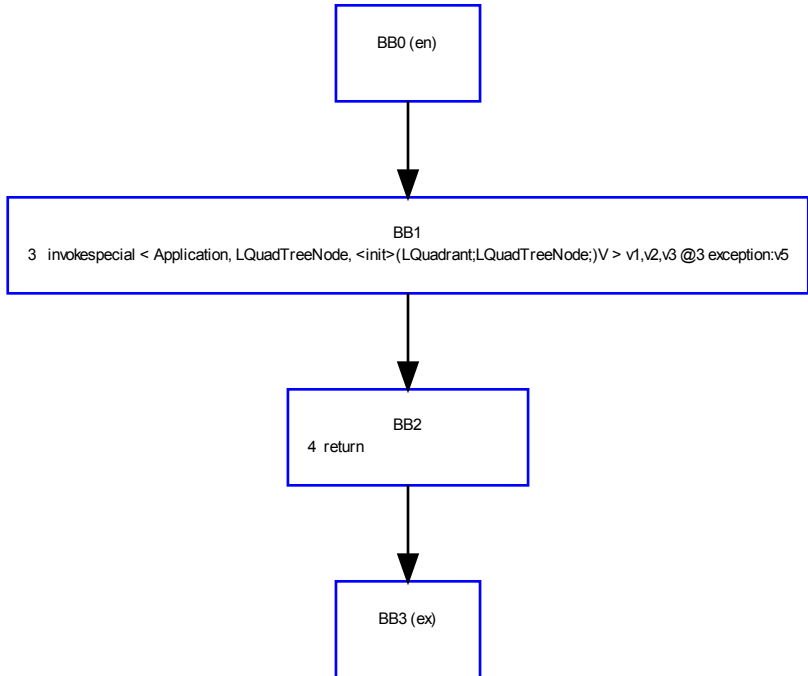 BB0 (en)
BB1
3 invokespecial < Application, LQuadTreeNode, <init>(LQuadrant;LQuadTreeNode;)V > v1,v2,v3 @3 exception:v5
BB2
4 return
BB3 (ex)